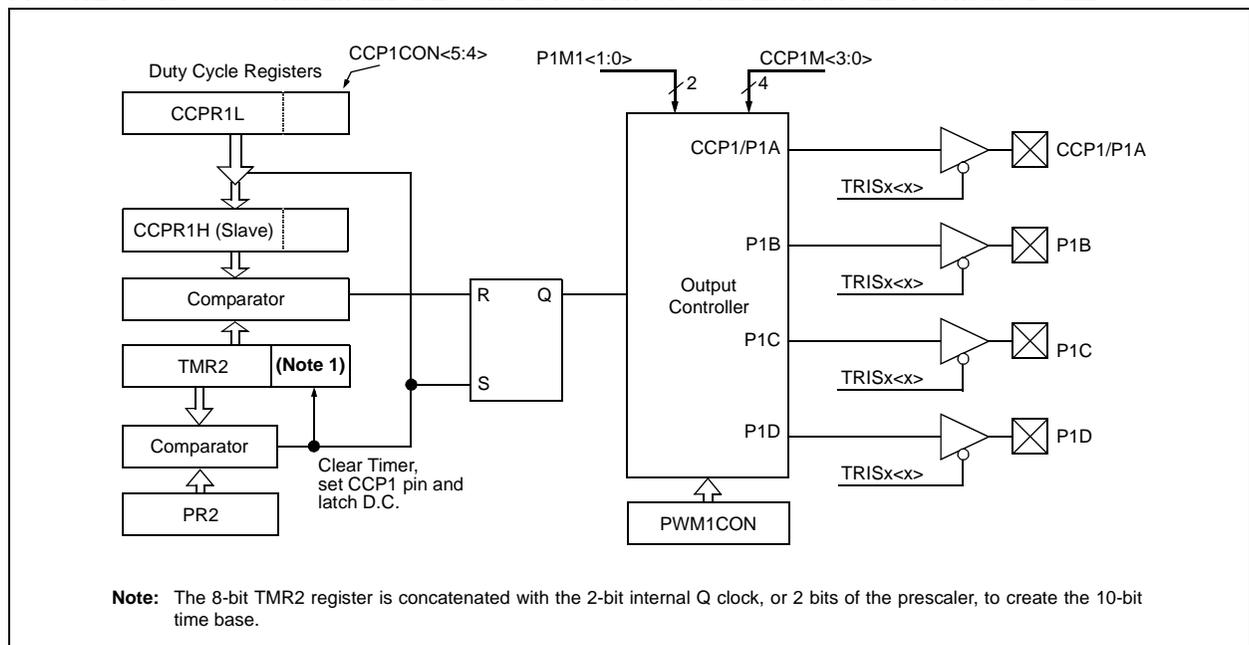 CCP1CON<5:4>
Duty Cycle Registers
CCPR1L
CCPR1H (Slave)
Comparator
TMR2
(Note 1)
Comparator
Clear Timer,
set CCP1 pin and
latch D.C.
PR2
R
Q
S
P1M1<1:0>
2
CCP1M<3:0>
4
Output
Controller
CCP1/P1A
TRISx<x>
CCP1/P1A
P1B
TRISx<x>
P1B
P1C
TRISx<x>
P1C
P1D
TRISx<x>
P1D
PWM1CON
Note: The 8-bit TMR2 register is concatenated with the 2-bit internal Q clock, or 2 bits of the prescaler, to create the 10-bit
time base.